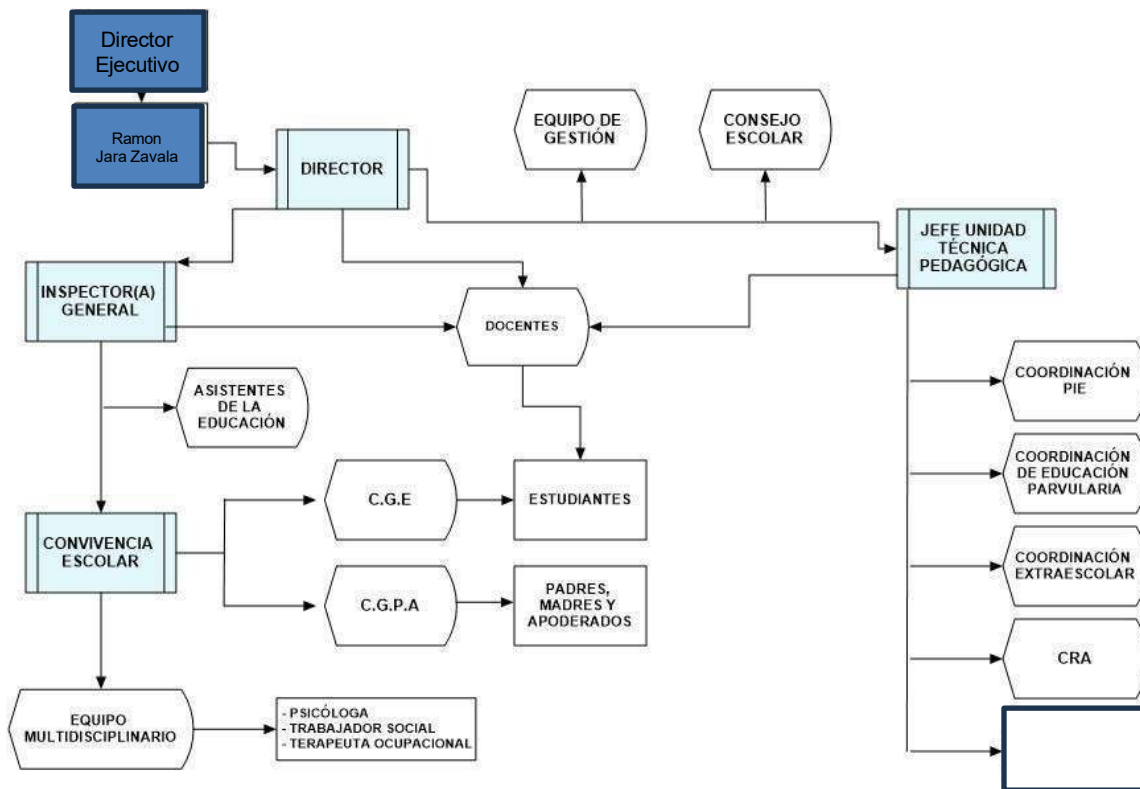 Director
Ejecutivo
Ramon
Jara Zavala
DIRECTOR
EQUIPO DE
GESTIÓN
CONSEJO
ESCOLAR
JEFE UNIDAD
TÉCNICA
PEDAGÓGICA
INSPECTOR(A)
GENERAL
DOCENTES
ASISTENTES
DE LA
EDUCACIÓN
COORDINACIÓN
PIE
COORDINACIÓN
DE EDUCACIÓN
PARVULARIA
C.G.E
ESTUDIANTES
CONVIVENCIA
ESCOLAR
COORDINACIÓN
EXTRAESCOLAR
C.G.P.A
PADRES,
MADRES Y
APODERADOS
CRA
EQUIPO
MULTIDISCIPLINARIO
- PSICÓLOGA
- TRABAJADOR SOCIAL
- TERAPEUTA OCUPACIONAL